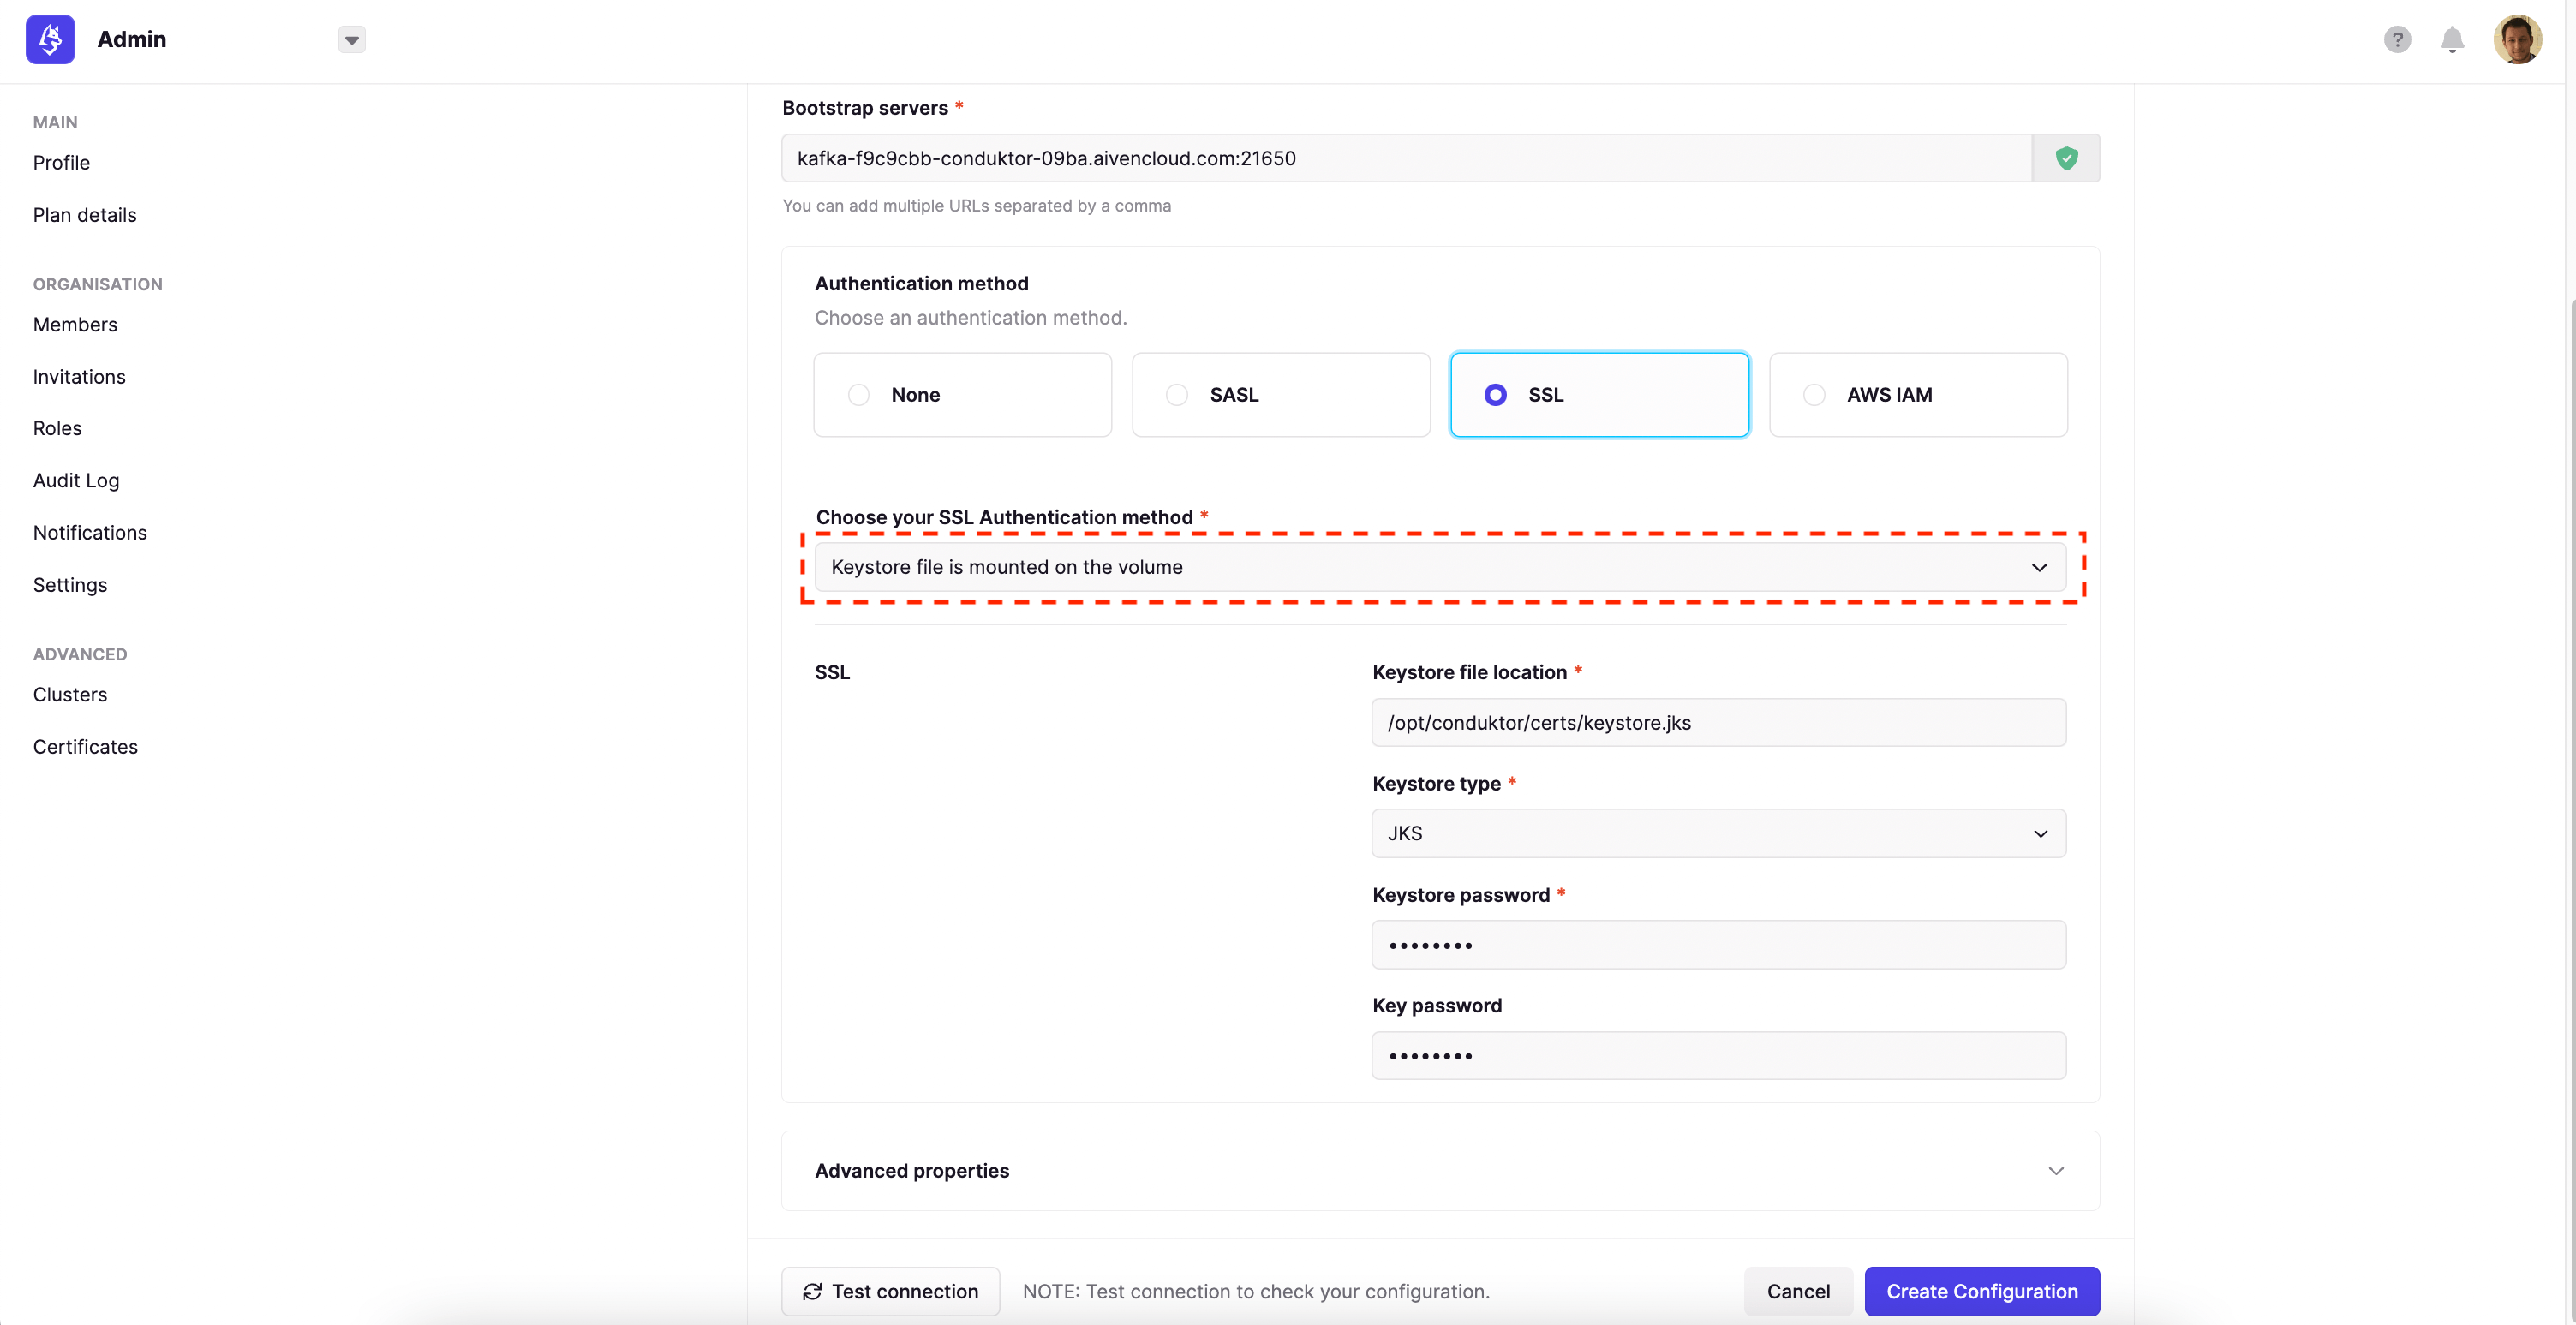 Admin
?
MAIN
Profile
Plan details
ORGANISATION
Members
Invitations
Roles
Audit Log
Notifications
Settings
ADVANCED
Clusters
Certificates
Bootstrap servers *
kafka-f9c9cbb-conduktor-09ba.aivencloud.com:21650
You can add multiple URLs separated by a comma
Authentication method
Choose an authentication method.
None
SASL
SSL
AWS IAM
Choose your SSL Authentication method *
Keystore file is mounted on the volume
SSL
Keystore file location *
/opt/conduktor/certs/keystore.jks
Keystore type *
JKS
Keystore password *
••••••••
Key password
••••••••
Advanced properties
Test connection
NOTE: Test connection to check your configuration.
Cancel
Create Configuration